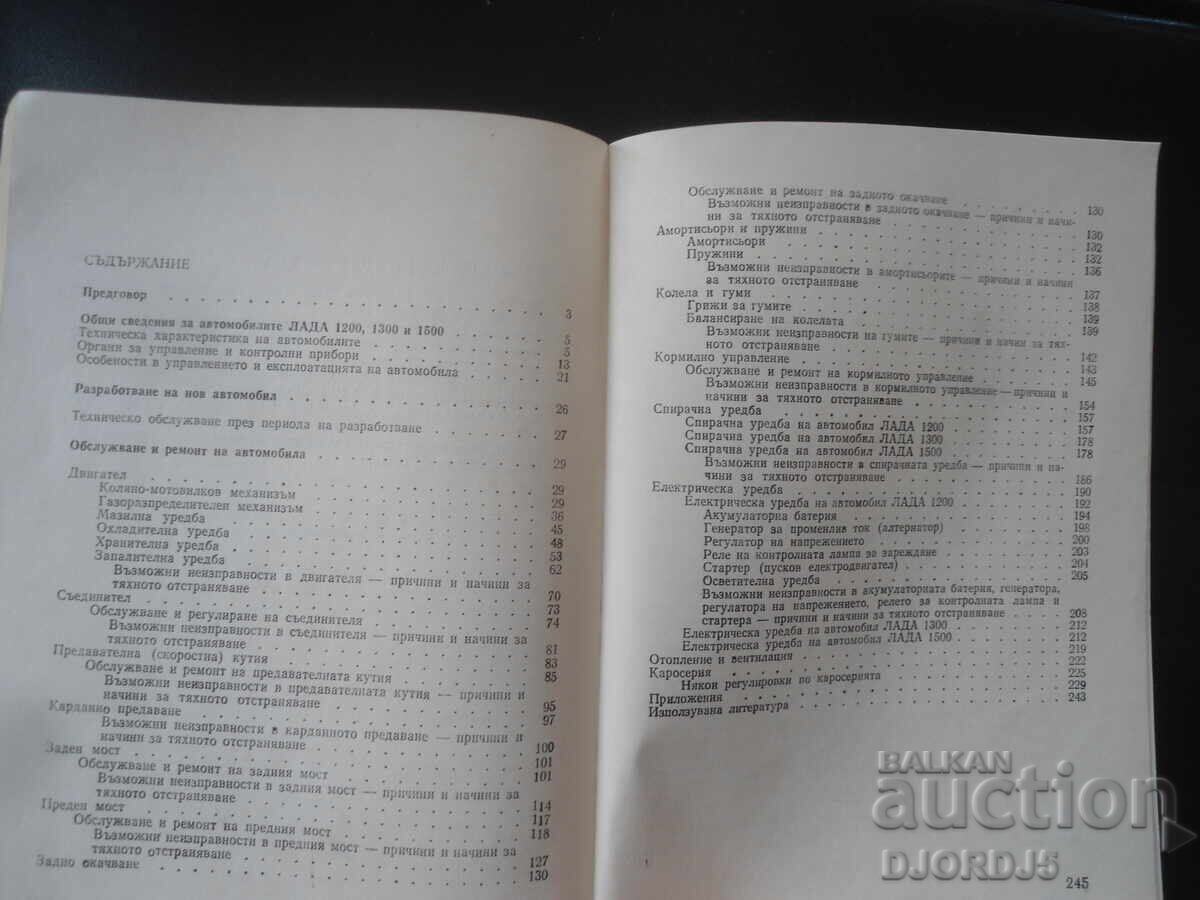 СЪДЪРЖАНИЕ
Предговор . . . 3
Общи сведения за автомобилите ЛАДА 1200, 1300 и 1500 . . . 5
Техническа характеристика на автомобилите . . . 5
Органи за управление и контролни прибори . . . 13
Особености в управлението и експлоатацията на автомобила . . . 21
Разработване на нов автомобил . . . 26
Техническо обслужване през периода на разработване . . . 27
Обслужване и ремонт на автомобила . . . 29
Двигател . . . 29
Коляно-мотовилков механизъм . . . 29
Газоразпределителен механизъм . . . 36
Мазилна уредба . . . 45
Охладителна уредба . . . 48
Хранителна уредба . . . 53
Запалителна уредба . . . 62
Възможни неизправности в двигателя — причини и начини за
тяхното отстраняване . . . 70
Съединител . . . 73
Обслужване и регулиране на съединителя . . . 74
Възможни неизправности в съединителя — причини и начини за
тяхното отстраняване . . . 81
Предавателна (скоростна) кутия . . . 83
Обслужване и ремонт на предавателната кутия . . . 85
Възможни неизправности в предавателната кутия — причини и
начини за тяхното отстраняване . . . 95
Карданно предаване . . . 97
Възможни неизправности в карданното предаване — причини и
начини за тяхното отстраняване . . . 100
Заден мост . . . 101
Обслужване и ремонт на задния мост . . . 101
Възможни неизправности в задния мост — причини и начини за
тяхното отстраняване . . . 114
Преден мост . . . 117
Обслужване и ремонт на предния мост . . . 118
Възможни неизправности в предния мост — причини и начини за
тяхното отстраняване . . . 127
Задно окачване . . . 130
Обслужване и ремонт на задното окачване . . . 130
Възможни неизправности в задното окачване — причини и начи-
ни за тяхното отстраняване . . . 130
Амортисьори и пружини . . . 132
Амортисьори . . . 132
Пружини . . . 136
Възможни неизправности в амортисьорите — причини и начини
за тяхното отстраняване . . . 137
Колела и гуми . . . 138
Грижи за гумите . . . 139
Балансиране на колелата . . . 139
Възможни неизправности на гумите — причини и начин за тях-
ното отстраняване . . . 142
Кормилно управление . . . 143
Обслужване и ремонт на кормилното управление . . . 145
Възможни неизправности в кормилното управление — причини и
начини за тяхното отстраняване . . . 154
Спирачна уредба . . . 157
Спирачна уредба на автомобил ЛАДА 1200 . . . 157
Спирачна уредба на автомобил ЛАДА 1300 . . . 178
Спирачна уредба на автомобил ЛАДА 1500 . . . 178
Възможни неизправности в спирачната уредба — причини и на-
чини за тяхното отстраняване . . . 186
Електрическа уредба . . . 190
Електрическа уредба на автомобил ЛАДА 1200 . . . 192
Акумулаторка батерия . . . 194
Генератор за променлив ток (алтернатор) . . . 198
Регулатор на напрежението . . . 200
Реле на контролната лампа за зареждане . . . 203
Стартер (пусков електродвигател) . . . 204
Осветителна уредба . . . 205
Възможни неизправности в акумулаторната батерия, генератора,
регулатора на напрежението, релето за контролната лампа и
стартера — причини и начини за тяхното отстраняване . . . 208
Електрическа уредба на автомобил ЛАДА 1300 . . . 212
Електрическа уредба на автомобил ЛАДА 1500 . . . 212
Отопление и вентилация . . . 219
Каросерия . . . 222
Някои регулировки по каросерията . . . 225
Приложения . . . 229
Използувана литература . . . 243
245
BALKAN
auction
DJORDJ5